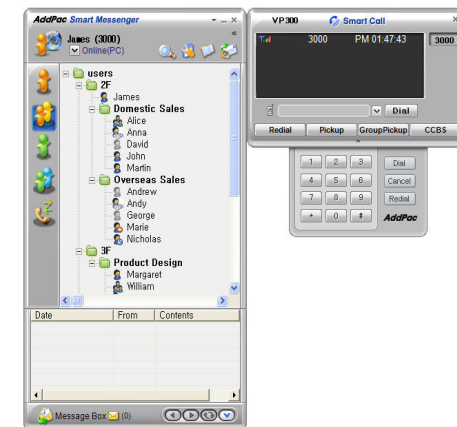 AddPac Smart Messenger
James (3000)
Online(PC)
users
2F
James
Domestic Sales
Alice
Anna
David
John
Martin
Overseas Sales
Andrew
Andy
George
Marie
Nicholas
3F
Product Design
Margaret
William
Date From Contents
Message Box (0)
VP300 Smart Call
3000 PM 01:47:43 3000
Dial
Redial Pickup GroupPickup CCBS
1 2 3 Dial
4 5 6 Cancel
7 8 9 Redial
* 0 # AddPac